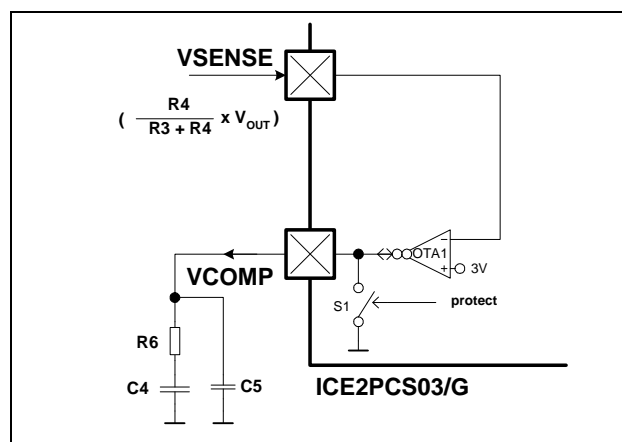 VSENSE
( R4
R3 + R4 x VOUT )
OTA1
−
+
3V
VCOMP
S1
protect
R6
C4
C5
ICE2PCS03/G